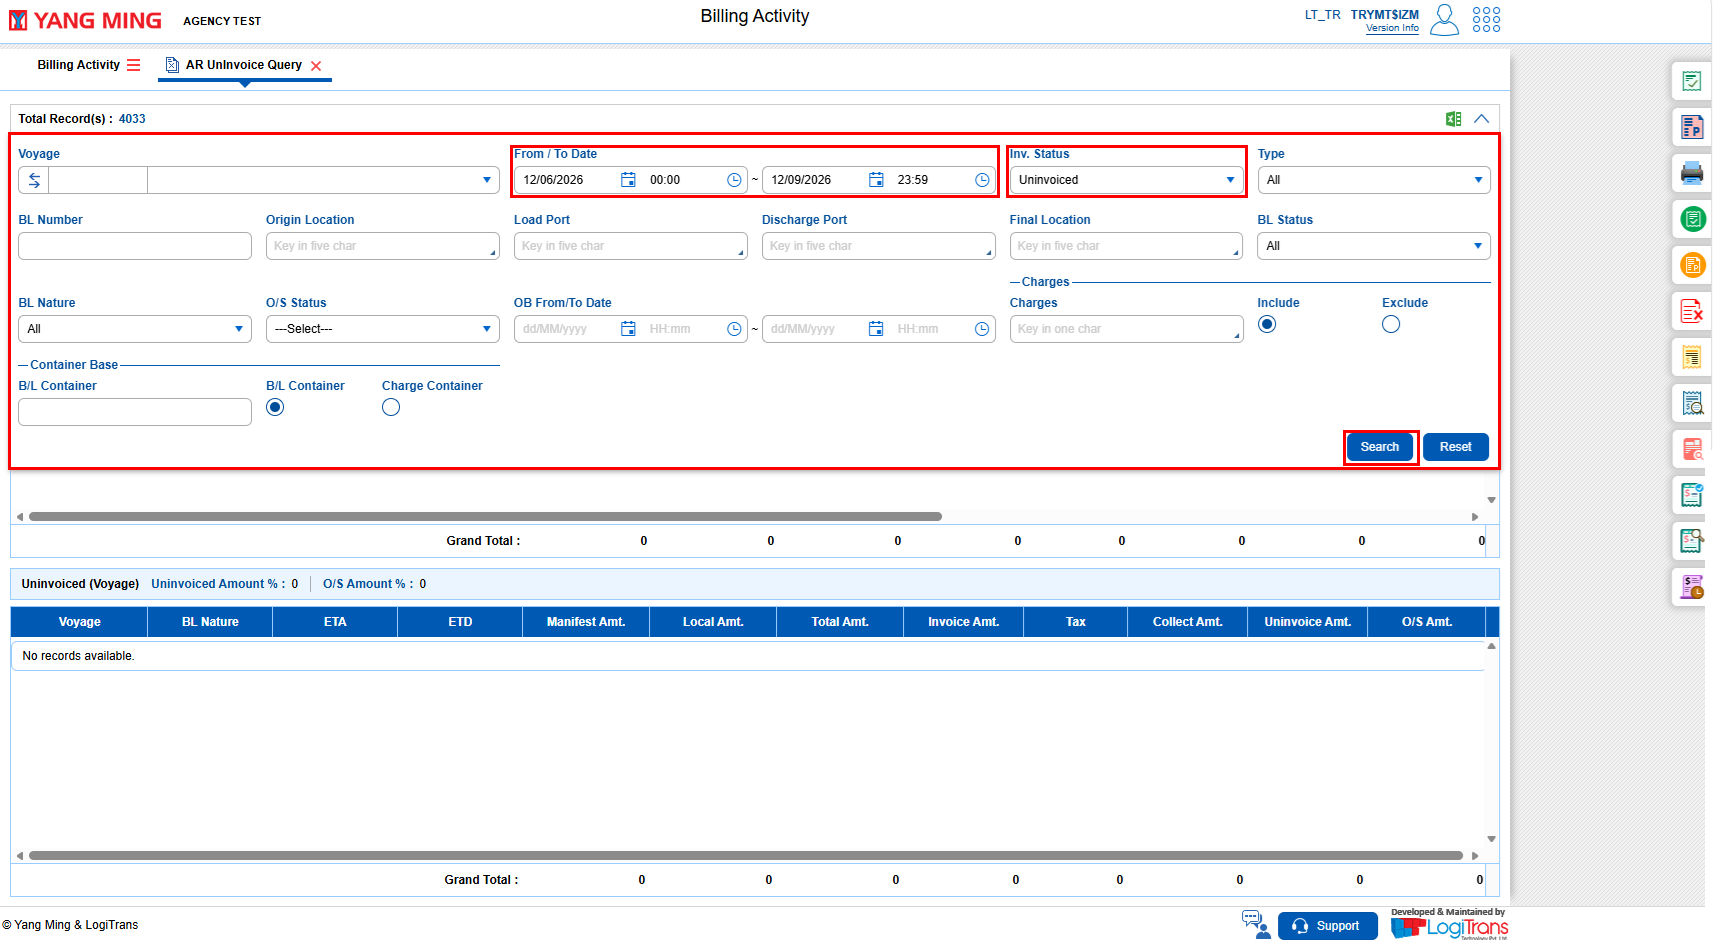 YANG MING AGENCY TEST
Billing Activity
LT_TR TRYMT$IZM
Version Info
Billing Activity
AR UnInvoice Query
Total Record(s) : 4033
Voyage
From / To Date
Inv. Status
Type
12/06/2026 00:00 ~ 12/09/2026 23:59
Uninvoiced
All
BL Number
Origin Location
Load Port
Discharge Port
Final Location
BL Status
Key in five char
Key in five char
Key in five char
Key in five char
All
Charges
BL Nature
O/S Status
OB From/To Date
Charges
Include
Exclude
All
---Select---
dd/MM/yyyy HH:mm ~ dd/MM/yyyy HH:mm
Key in one char
Container Base
B/L Container
B/L Container
Charge Container
Search
Reset
Grand Total : 0 0 0 0 0 0 0 0
Uninvoiced (Voyage) Uninvoiced Amount % : 0 O/S Amount % : 0
Voyage BL Nature ETA ETD Manifest Amt. Local Amt. Total Amt. Invoice Amt. Tax Collect Amt. Uninvoice Amt. O/S Amt.
No records available.
Grand Total : 0 0 0 0 0 0 0 0
© Yang Ming & LogiTrans
Support
Developed & Maintained by
LogiTrans
Technology Pvt. Ltd.